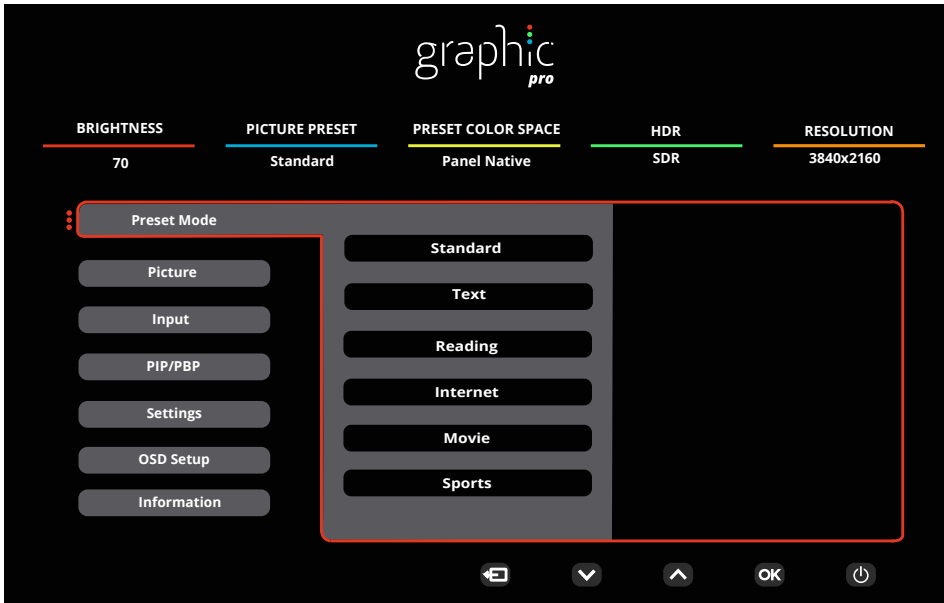 graphic
pro
BRIGHTNESS
PICTURE PRESET
PRESET COLOR SPACE
HDR
RESOLUTION
70
Standard
Panel Native
SDR
3840x2160
Preset Mode
Picture
Input
PIP/PBP
Settings
OSD Setup
Information
Standard
Text
Reading
Internet
Movie
Sports
OK